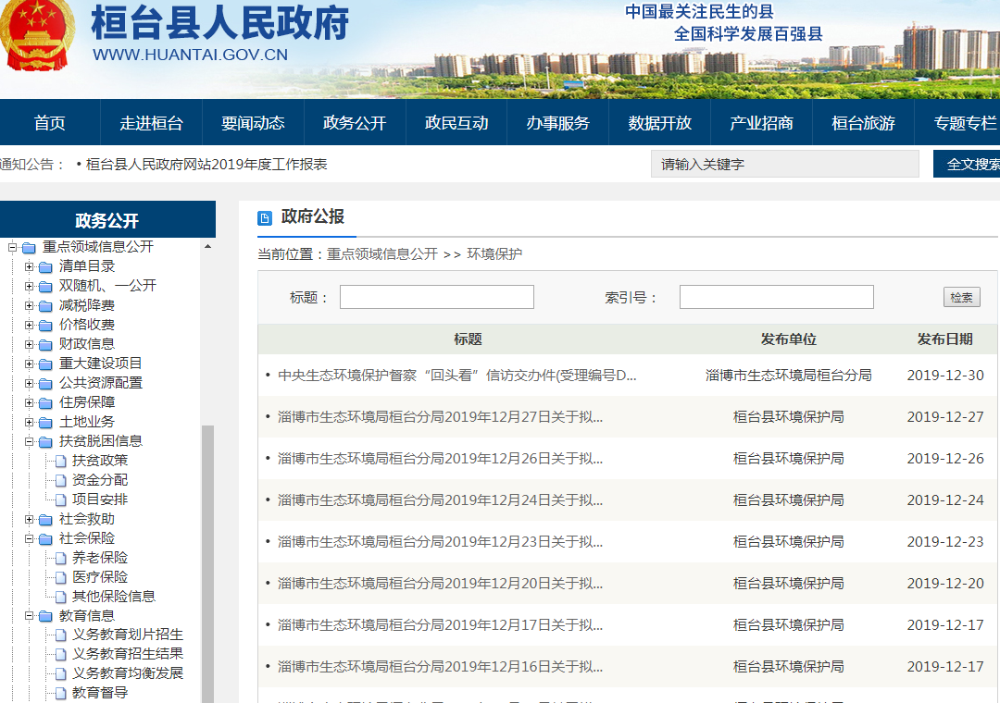 桓台县人民政府
WWW.HUANTAI.GOV.CN
中国最关注民生的县
全国科学发展百强县
首页 走进桓台 要闻动态 政务公开 政民互动 办事服务 数据开放 产业招商 桓台旅游 专题专栏
通知公告： • 桓台县人民政府网站2019年度工作报表
请输入关键字
全文搜索
政务公开
重点领域信息公开
清单目录
双随机、一公开
减税降费
价格收费
财政信息
重大建设项目
公共资源配置
住房保障
土地业务
扶贫脱困信息
扶贫政策
资金分配
项目安排
社会救助
社会保险
养老保险
医疗保险
其他保险信息
教育信息
义务教育划片招生
义务教育招生结果
义务教育均衡发展
教育督导
政府公报
当前位置：重点领域信息公开 >> 环境保护
标题： 索引号： 检索
标题 发布单位 发布日期
• 中央生态环境保护督察“回头看”信访交办件(受理编号D... 淄博市生态环境局桓台分局 2019-12-30
• 淄博市生态环境局桓台分局2019年12月27日关于拟... 桓台县环境保护局 2019-12-27
• 淄博市生态环境局桓台分局2019年12月26日关于拟... 桓台县环境保护局 2019-12-26
• 淄博市生态环境局桓台分局2019年12月24日关于拟... 桓台县环境保护局 2019-12-24
• 淄博市生态环境局桓台分局2019年12月23日关于拟... 桓台县环境保护局 2019-12-23
• 淄博市生态环境局桓台分局2019年12月20日关于拟... 桓台县环境保护局 2019-12-20
• 淄博市生态环境局桓台分局2019年12月17日关于拟... 桓台县环境保护局 2019-12-17
• 淄博市生态环境局桓台分局2019年12月16日关于拟... 桓台县环境保护局 2019-12-17